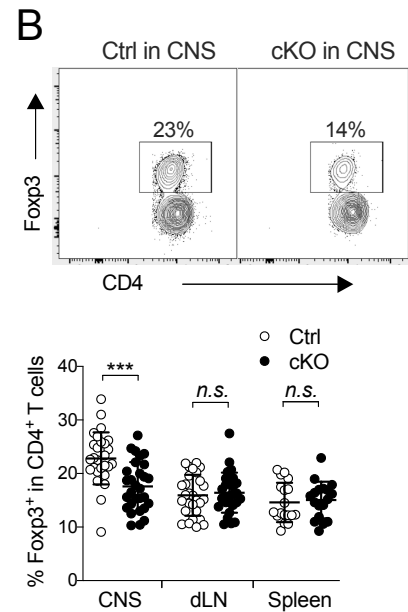 B
Ctrl in CNS
cKO in CNS
23%
14%
Foxp3
CD4
Ctrl
cKO
***
n.s.
n.s.
% Foxp3⁺ in CD4⁺ T cells
40
30
20
10
0
CNS
dLN
Spleen